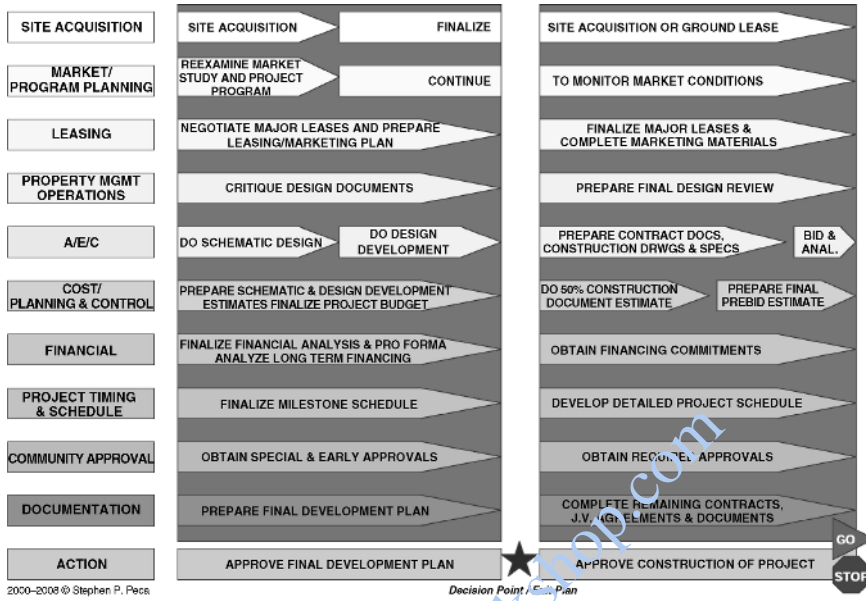 SITE ACQUISITION
SITE ACQUISITION
FINALIZE
SITE ACQUISITION OR GROUND LEASE
MARKET/
PROGRAM PLANNING
REEXAMINE MARKET
STUDY AND PROJECT
PROGRAM
CONTINUE
TO MONITOR MARKET CONDITIONS
LEASING
NEGOTIATE MAJOR LEASES AND PREPARE
LEASING/MARKETING PLAN
FINALIZE MAJOR LEASES &
COMPLETE MARKETING MATERIALS
PROPERTY MGMT
OPERATIONS
CRITIQUE DESIGN DOCUMENTS
PREPARE FINAL DESIGN REVIEW
A/E/C
DO SCHEMATIC DESIGN
DO DESIGN
DEVELOPMENT
PREPARE CONTRACT DOCS,
CONSTRUCTION DRWGS & SPECS
BID &
ANAL.
COST/
PLANNING & CONTROL
PREPARE SCHEMATIC & DESIGN DEVELOPMENT
ESTIMATES FINALIZE PROJECT BUDGET
DO 50% CONSTRUCTION
DOCUMENT ESTIMATE
PREPARE FINAL
PREBID ESTIMATE
FINANCIAL
FINALIZE FINANCIAL ANALYSIS & PRO FORMA
ANALYZE LONG TERM FINANCING
OBTAIN FINANCING COMMITMENTS
PROJECT TIMING
& SCHEDULE
FINALIZE MILESTONE SCHEDULE
DEVELOP DETAILED PROJECT SCHEDULE
COMMUNITY APPROVAL
OBTAIN SPECIAL & EARLY APPROVALS
OBTAIN REQUIRED APPROVALS
DOCUMENTATION
PREPARE FINAL DEVELOPMENT PLAN
COMPLETE REMAINING CONTRACTS,
J.V. AGREEMENTS & DOCUMENTS
ACTION
APPROVE FINAL DEVELOPMENT PLAN
APPROVE CONSTRUCTION OF PROJECT
GO
STOP
2000–2008 © Stephen P. Peca
Decision Point / Exit Plan